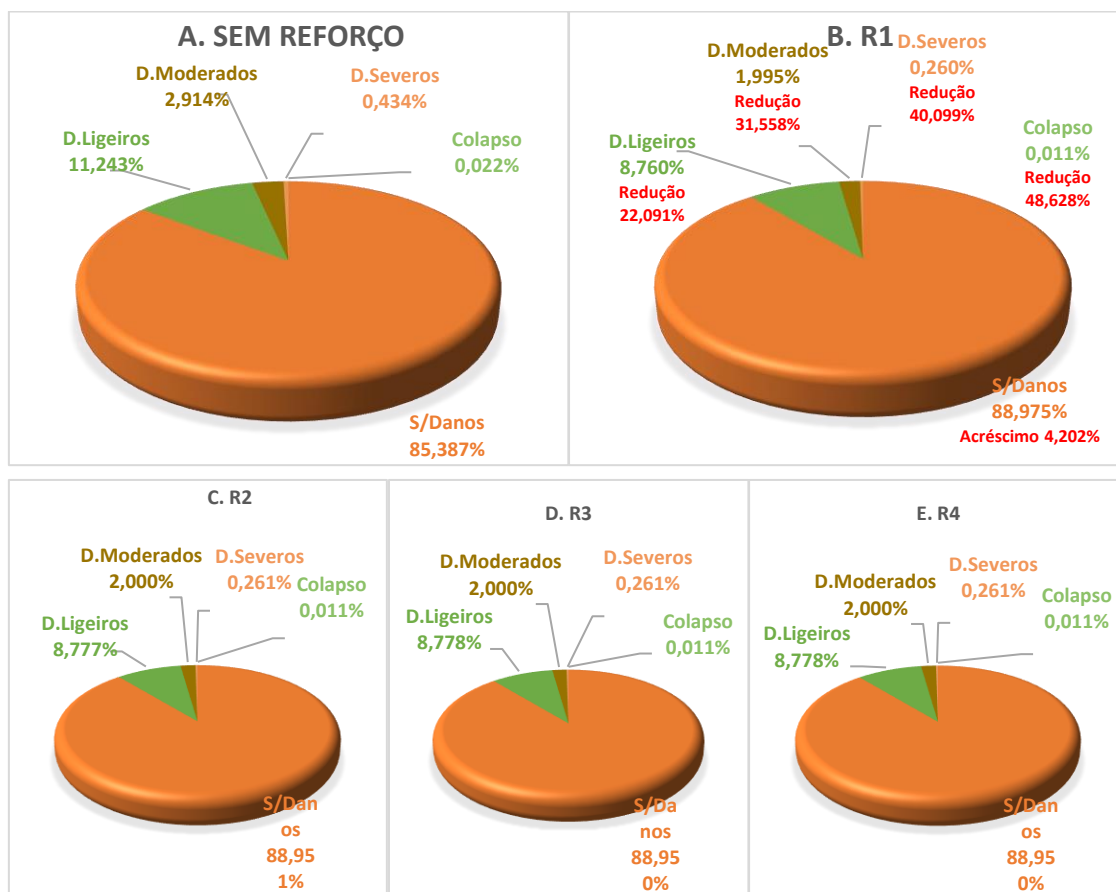 A. SEM REFORÇO
D.Moderados
2,914%
D.Severos
0,434%
D.Ligeiros
11,243%
Colapso
0,022%
S/Danos
85,387%
B. R1
D.Moderados
1,995%
Redução
31,558%
D.Severos
0,260%
Redução
40,099%
D.Ligeiros
8,760%
Redução
22,091%
Colapso
0,011%
Redução
48,628%
S/Danos
88,975%
Acréscimo 4,202%
C. R2
D.Moderados
2,000%
D.Severos
0,261%
Colapso
0,011%
D.Ligeiros
8,777%
S/Dan
os
88,95
1%
D. R3
D.Moderados
2,000%
D.Severos
0,261%
D.Ligeiros
8,778%
Colapso
0,011%
S/Da
nos
88,95
0%
E. R4
D.Moderados
2,000%
D.Severos
0,261%
Colapso
0,011%
D.Ligeiros
8,778%
S/Dan
os
88,95
0%